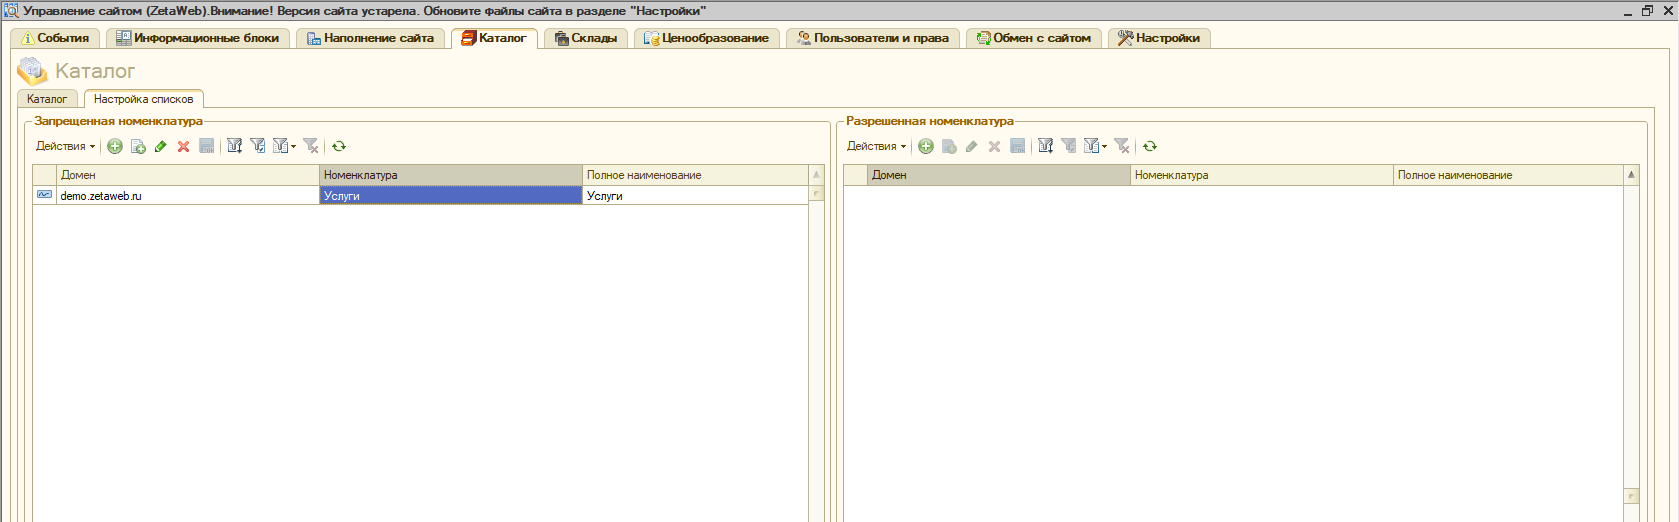 Управление сайтом (ZetaWeb).Внимание! Версия сайта устарела. Обновите файлы сайта в разделе "Настройки"
События Информационные блоки Наполнение сайта Каталог Склады Ценообразование Пользователи и права Обмен с сайтом Настройки
Каталог
Каталог Настройка списков
Запрещенная номенклатура
Действия
Домен Номенклатура Полное наименование
demo.zetaweb.ru Услуги Услуги
Разрешенная номенклатура
Действия
Домен Номенклатура Полное наименование